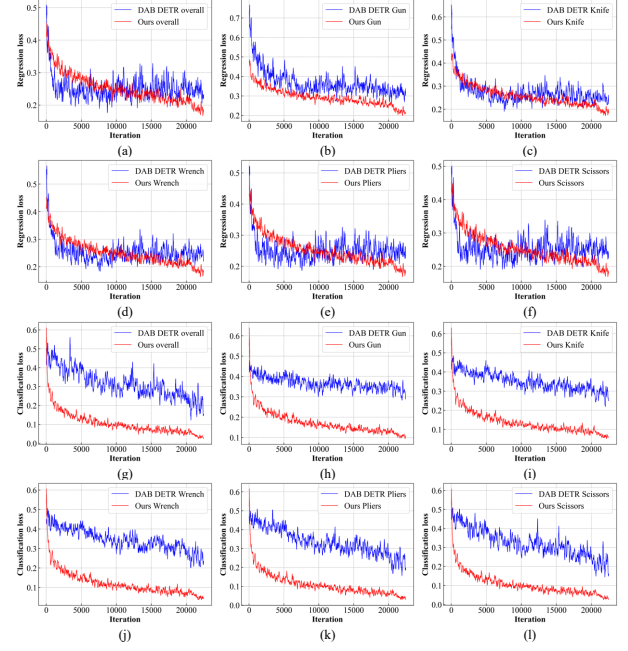 DAB DETR overall
Ours overall
Regression loss
0.5
0.4
0.3
0.2
0 5000 10000 15000 20000
Iteration
(a)
DAB DETR Gun
Ours Gun
Regression loss
0.7
0.6
0.5
0.4
0.3
0.2
0 5000 10000 15000 20000
Iteration
(b)
DAB DETR Knife
Ours Knife
Regression loss
0.6
0.5
0.4
0.3
0.2
0 5000 10000 15000 20000
Iteration
(c)
DAB DETR Wrench
Ours Wrench
Regression loss
0.5
0.4
0.3
0.2
0 5000 10000 15000 20000
Iteration
(d)
DAB DETR Pliers
Ours Pliers
Regression loss
0.5
0.4
0.3
0.2
0 5000 10000 15000 20000
Iteration
(e)
DAB DETR Scissors
Ours Scissors
Regression loss
0.5
0.4
0.3
0.2
0 5000 10000 15000 20000
Iteration
(f)
DAB DETR overall
Ours overall
Classification loss
0.6
0.5
0.4
0.3
0.2
0.1
0.0
0 5000 10000 15000 20000
Iteration
(g)
DAB DETR Gun
Ours Gun
Classification loss
0.6
0.5
0.4
0.3
0.2
0.1
0 5000 10000 15000 20000
Iteration
(h)
DAB DETR Knife
Ours Knife
Classification loss
0.6
0.5
0.4
0.3
0.2
0.1
0.0
0 5000 10000 15000 20000
Iteration
(i)
DAB DETR Wrench
Ours Wrench
Classification loss
0.6
0.5
0.4
0.3
0.2
0.1
0 5000 10000 15000 20000
Iteration
(j)
DAB DETR Pliers
Ours Pliers
Classification loss
0.6
0.5
0.4
0.3
0.2
0.1
0.0
0 5000 10000 15000 20000
Iteration
(k)
DAB DETR Scissors
Ours Scissors
Classification loss
0.6
0.5
0.4
0.3
0.2
0.1
0.0
0 5000 10000 15000 20000
Iteration
(l)